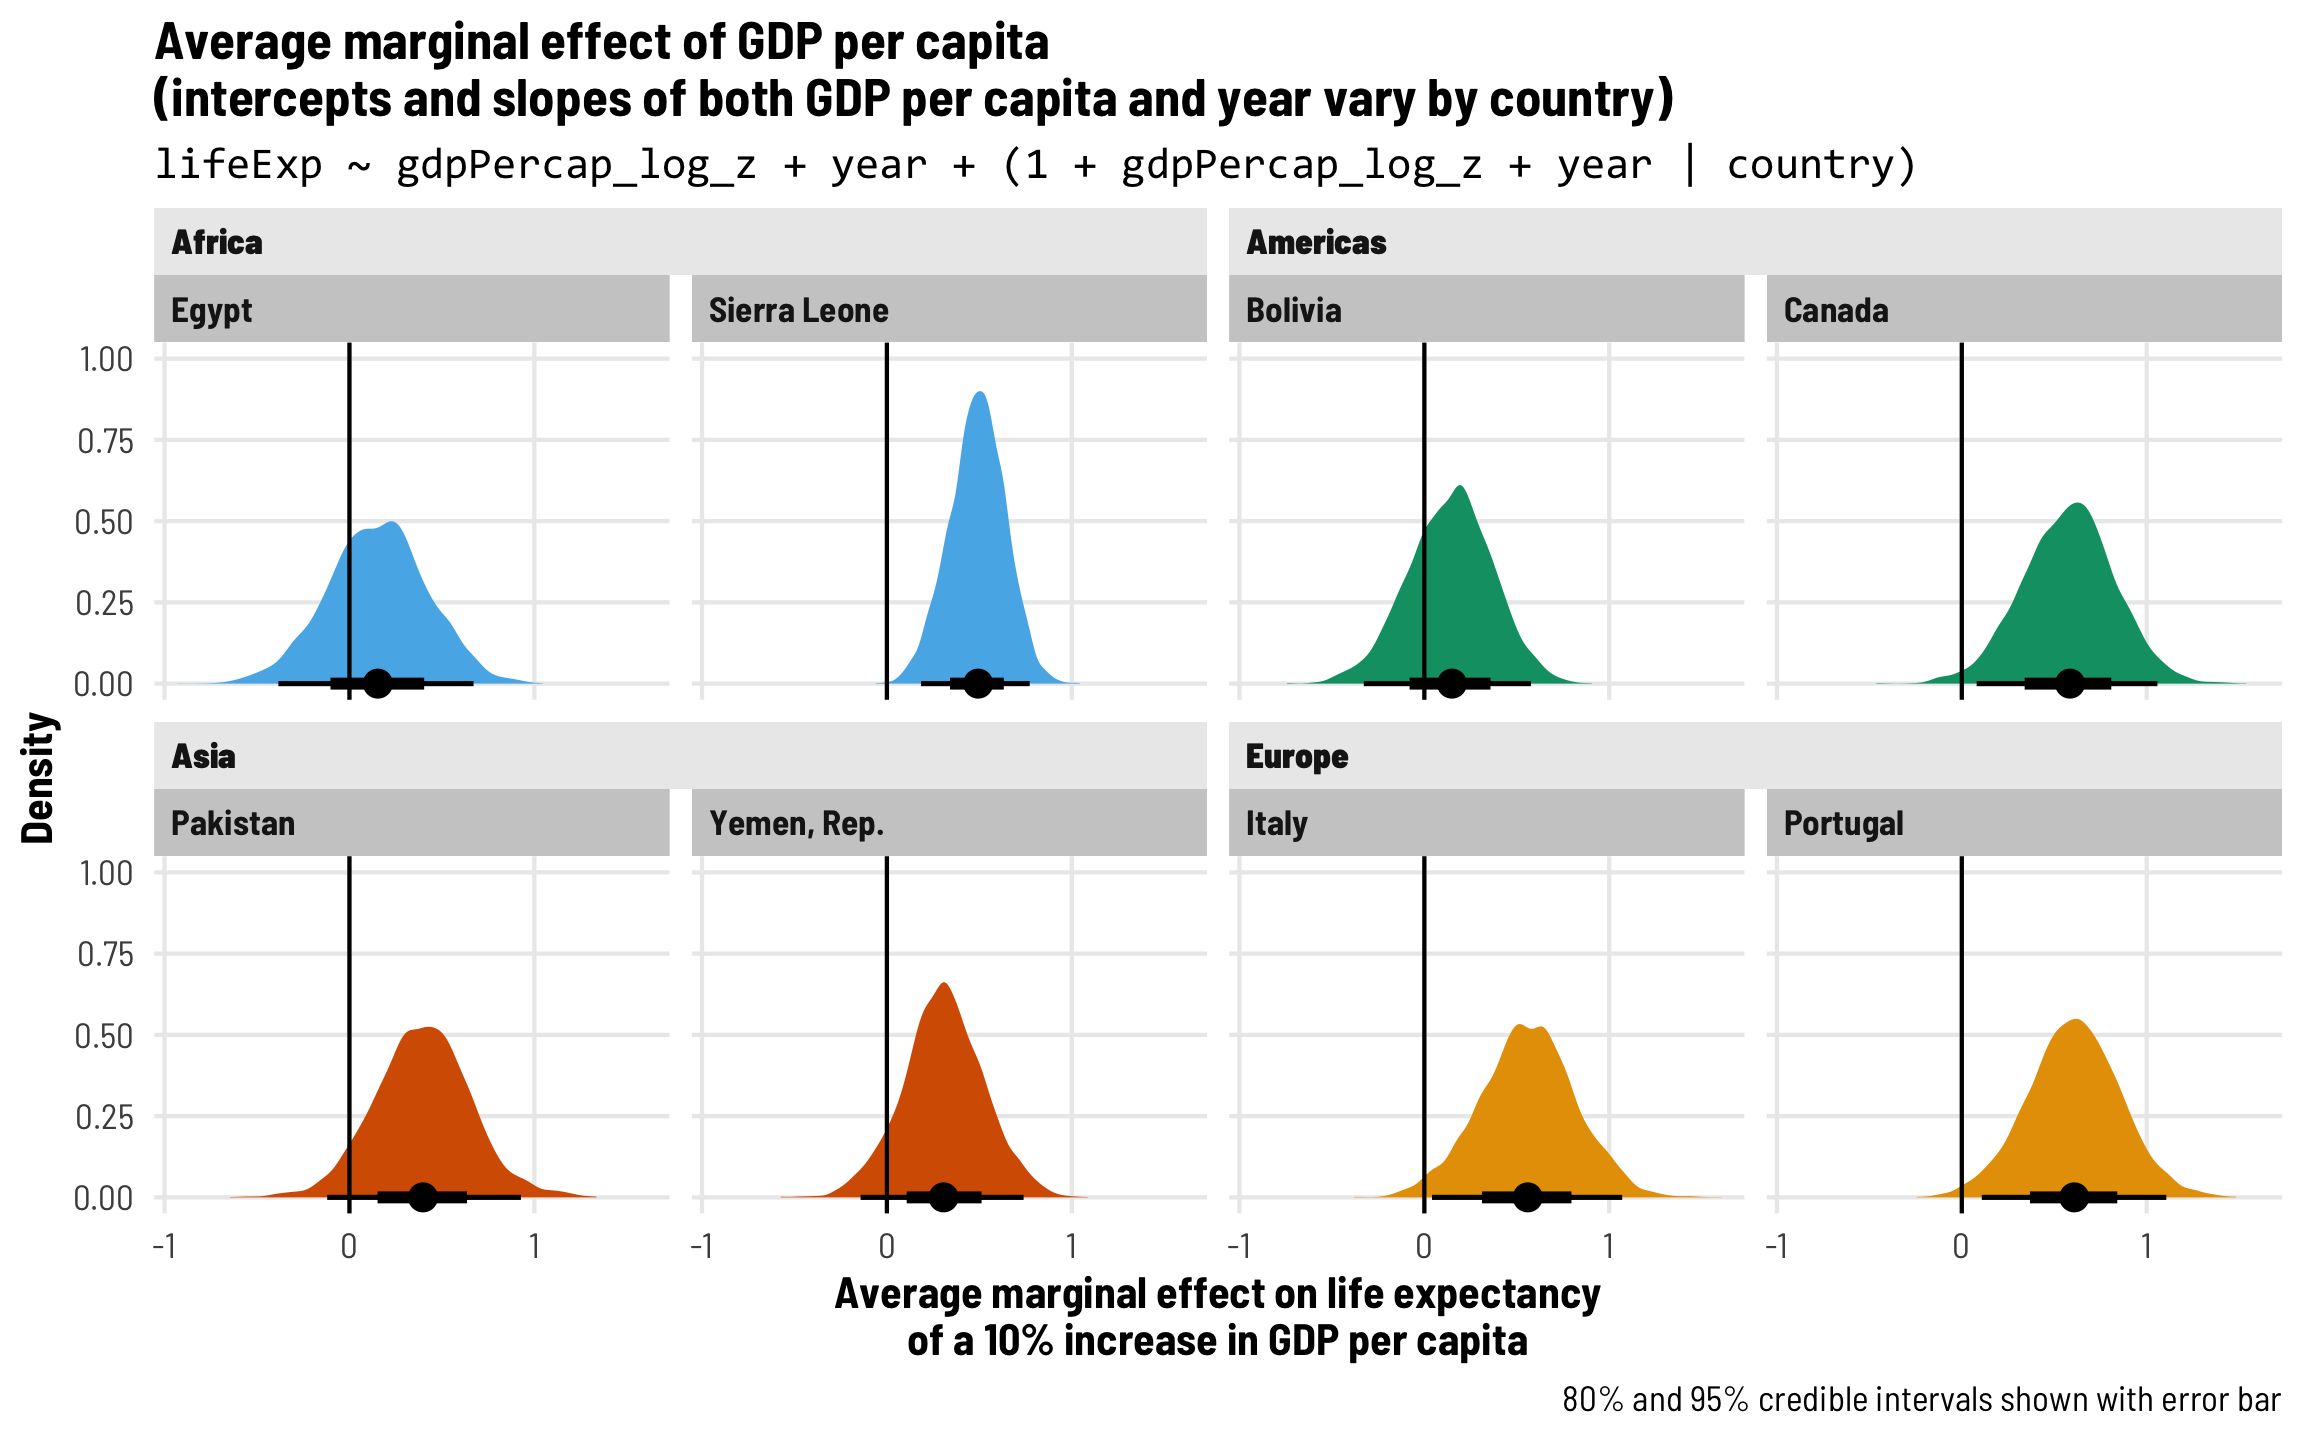 Average marginal effect of GDP per capita
(intercepts and slopes of both GDP per capita and year vary by country)
lifeExp ~ gdpPercap_log_z + year + (1 + gdpPercap_log_z + year | country)
Africa
Americas
Egypt
Sierra Leone
Bolivia
Canada
1.00
0.75
0.50
0.25
0.00
Density
Asia
Europe
Pakistan
Yemen, Rep.
Italy
Portugal
1.00
0.75
0.50
0.25
0.00
-1 0 1 -1 0 1 -1 0 1 -1 0 1
Average marginal effect on life expectancy
of a 10% increase in GDP per capita
80% and 95% credible intervals shown with error bar